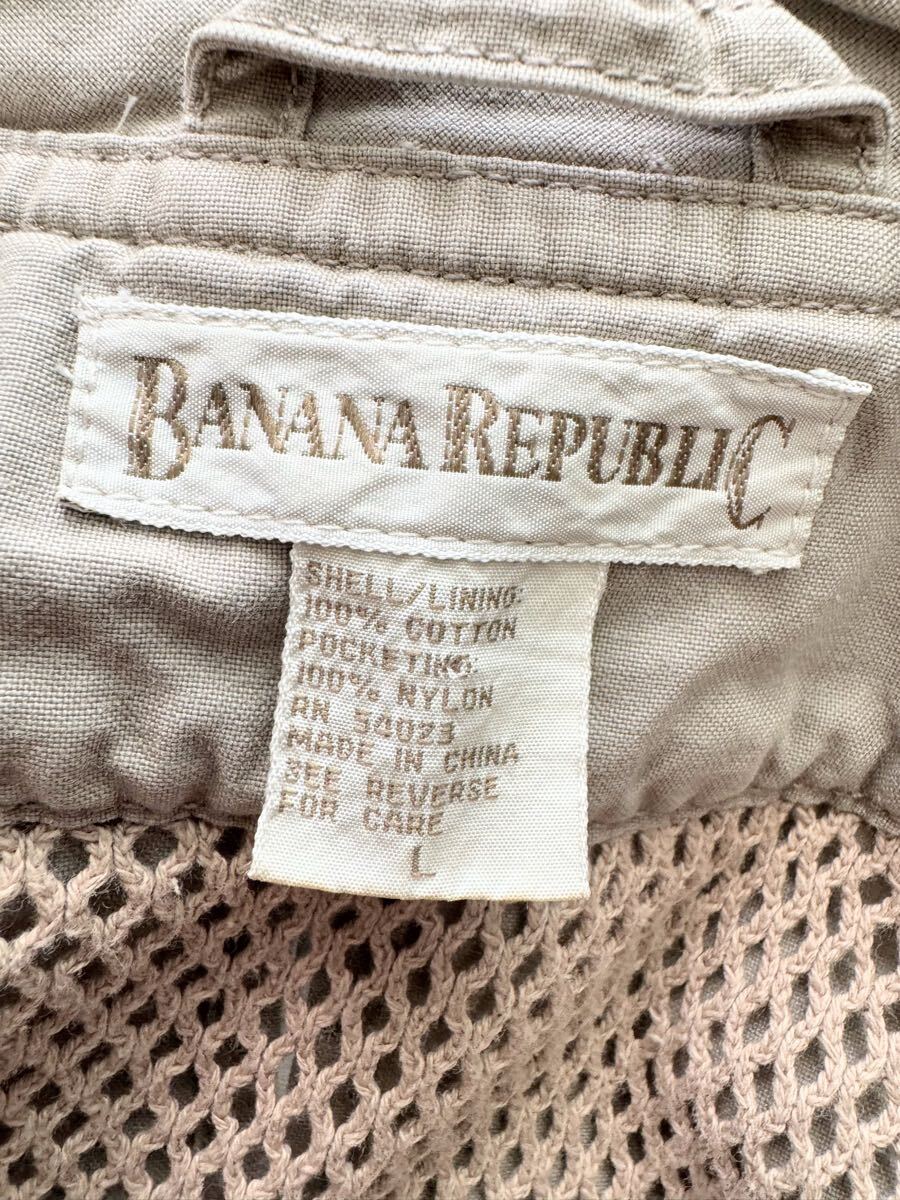 BANANA REPUBLIC
SHELL/LINING:
100% COTTON
POCKETING:
100% NYLON
RN 54023
MADE IN CHINA
SEE REVERSE
FOR CARE
L